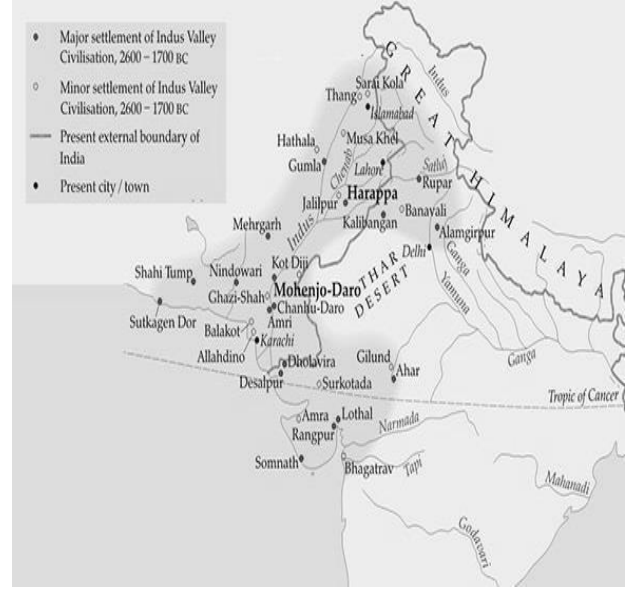 Major settlement of Indus Valley
Civilisation, 2600 – 1700 BC
Minor settlement of Indus Valley
Civilisation, 2600 – 1700 BC
Present external boundary of
India
Present city / town
GREAT HIMALAYA
Indus
Sarai Kola
Thang
Islamabad
Hathala
Musa Khel
Gumla
Chenab
Lahore
Satluj
Rupar
Jalilpur
Harappa
Banavali
Kalibangan
Alamgirpur
Mehrgarh
Indus
Delhi
Ganga
Kot Diji
THAR
DESERT
Yamuna
Shahi Tump
Nindowari
Mohenjo-Daro
Ghazi-Shah
Chanhu-Daro
Sutkagen Dor
Amri
Balakot
Karachi
Allahdino
Dholavira
Gilund
Ganga
Ahar
Desalpur
Surkotada
Tropic of Cancer
Amra
Lothal
Narmada
Rangpur
Somnath
Bhagatrav
Tapi
Mahanadi
Godavari